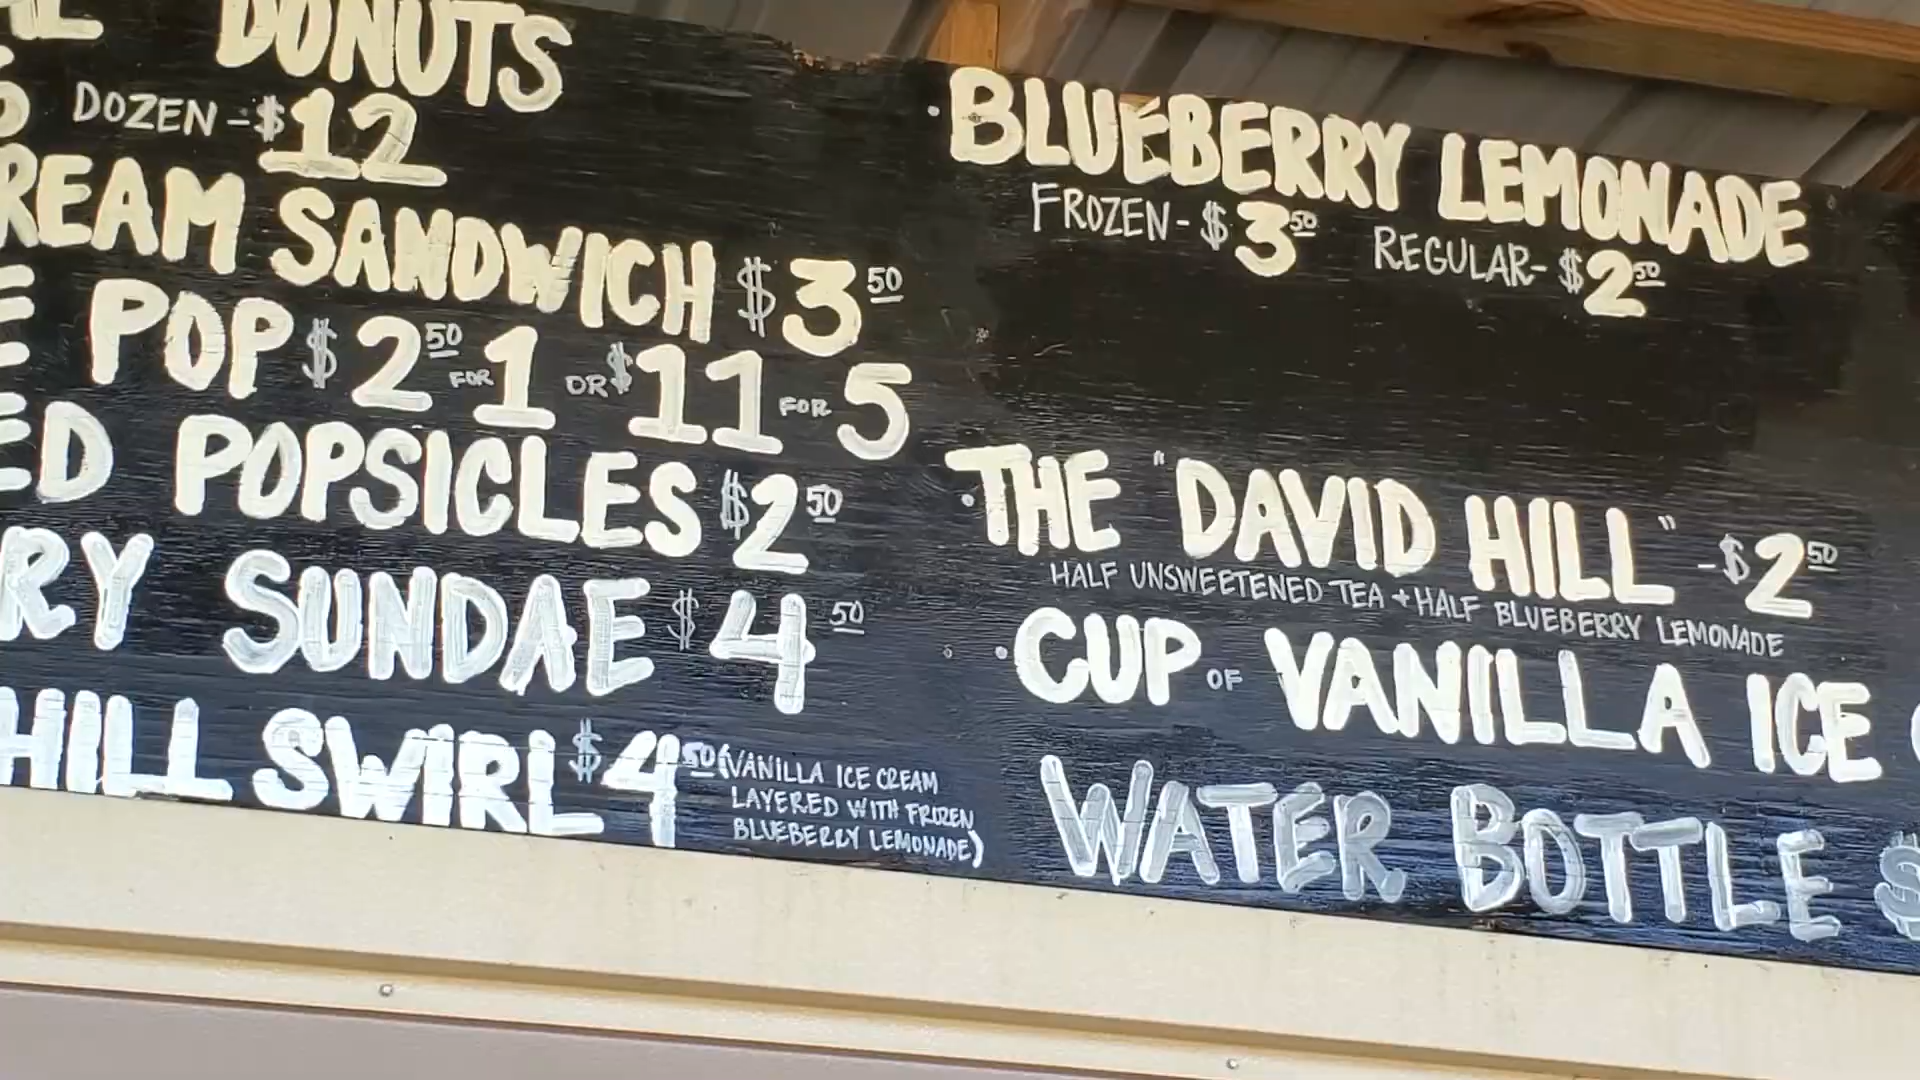 DONUTS
DOZEN - $12
REAM SANDWICH $3 50
E POP $2 50 FOR 1 OR $11 FOR 5
ED POPSICLES $2 50
RY SUNDAE $4 50
HILL SWIRL $4 50 (VANILLA ICE CREAM
LAYERED WITH FROZEN
BLUEBERRY LEMONADE)
· BLUEBERRY LEMONADE
FROZEN - $3 50 REGULAR - $2 50
· THE "DAVID HILL" - $2 50
HALF UNSWEETENED TEA + HALF BLUEBERRY LEMONADE
· CUP OF VANILLA ICE
WATER BOTTLE $